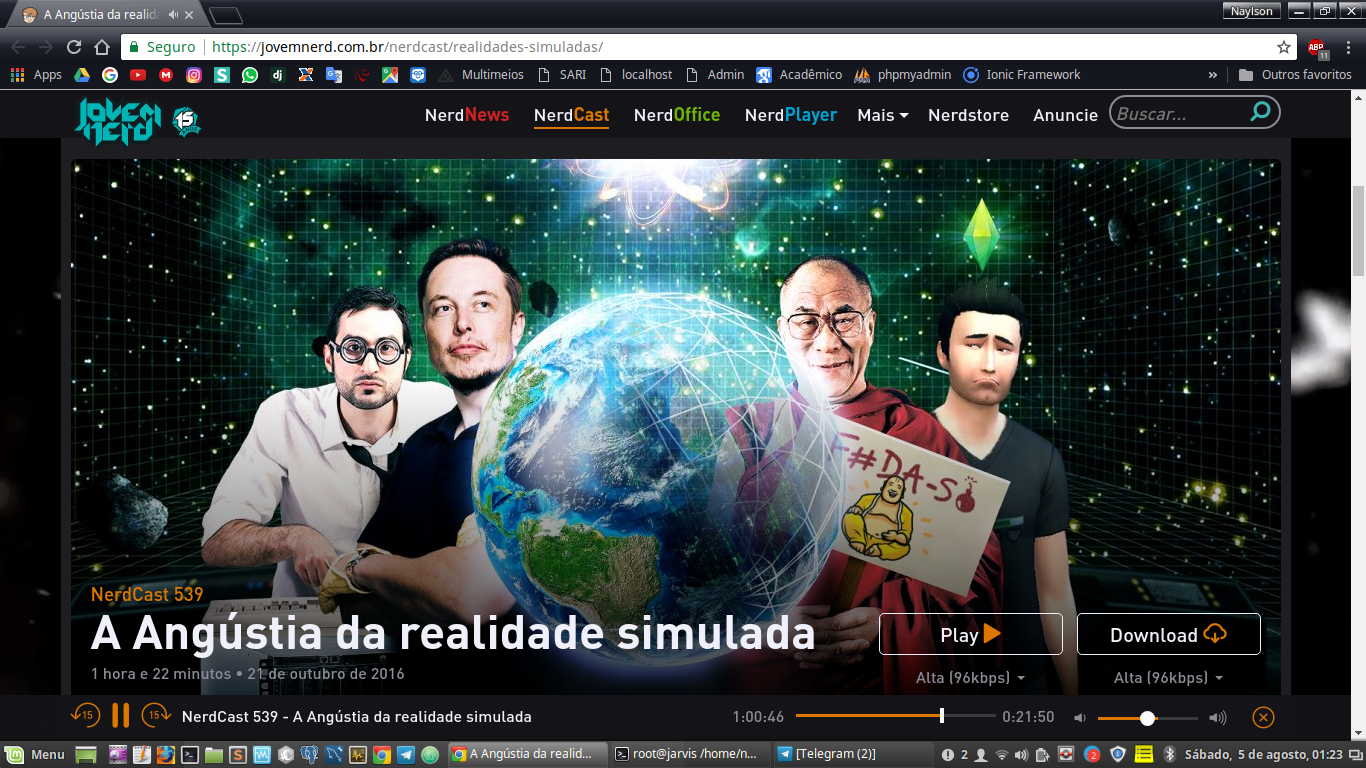 A Angústia da realida
Naylson
Seguro
https://jovemnerd.com.br/nerdcast/realidades-simuladas/
ABP
11
Apps
Multimeios
SARI
localhost
Admin
Acadêmico
phpmyadmin
Ionic Framework
»
Outros favoritos
JOVEM
NERD
15
NerdNews
NerdCast
NerdOffice
NerdPlayer
Mais
Nerdstore
Anuncie
Buscar...
F#DA-S
NerdCast 539
A Angústia da realidade simulada
1 hora e 22 minutos • 21 de outubro de 2016
Play
Download
Alta (96kbps)
Alta (96kbps)
15
15
NerdCast 539 - A Angústia da realidade simulada
1:00:46
0:21:50
Menu
A Angústia da realid...
root@jarvis /home/n...
[Telegram (2)]
2
2
Sábado, 5 de agosto, 01:23